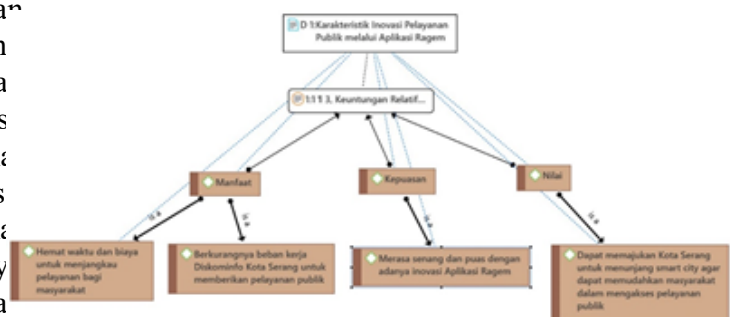 D 1:Karakteristik Inovasi Pelayanan
Publik melalui Aplikasi Ragem
1:1 ¶ 3, Keuntungan Relatif...
Manfaat
Kepuasan
Nilai
is a
is a
is a
is a
Hemat waktu dan biaya
untuk menjangkau
pelayanan bagi
masyarakat
Berkurangnya beban kerja
Diskominfo Kota Serang untuk
memberikan pelayanan publik
Merasa senang dan puas dengan
adanya inovasi Aplikasi Ragem
Dapat memajukan Kota Serang
untuk menunjang smart city agar
dapat memudahkan masyarakat
dalam mengakses pelayanan
publik